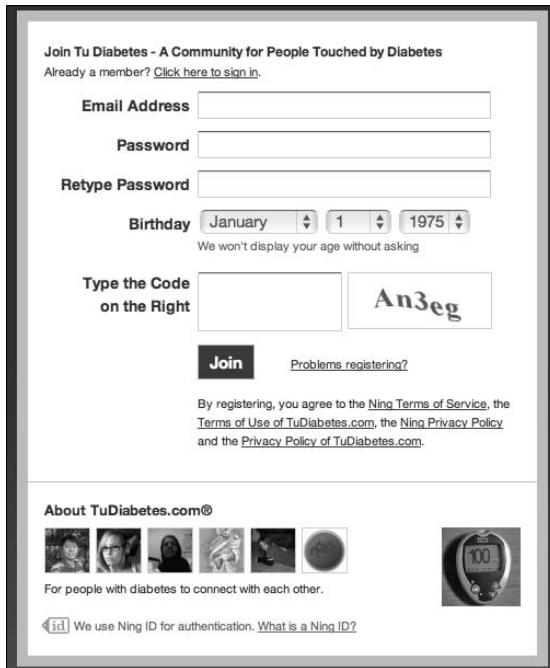 Join Tu Diabetes - A Community for People Touched by Diabetes
Already a member? Click here to sign in.
Email Address
Password
Retype Password
Birthday January 1 1975
We won't display your age without asking
Type the Code
on the Right
An3eg
Join Problems registering?
By registering, you agree to the Ning Terms of Service, the
Terms of Use of TuDiabetes.com, the Ning Privacy Policy
and the Privacy Policy of TuDiabetes.com.
About TuDiabetes.com®
100
For people with diabetes to connect with each other.
id We use Ning ID for authentication. What is a Ning ID?